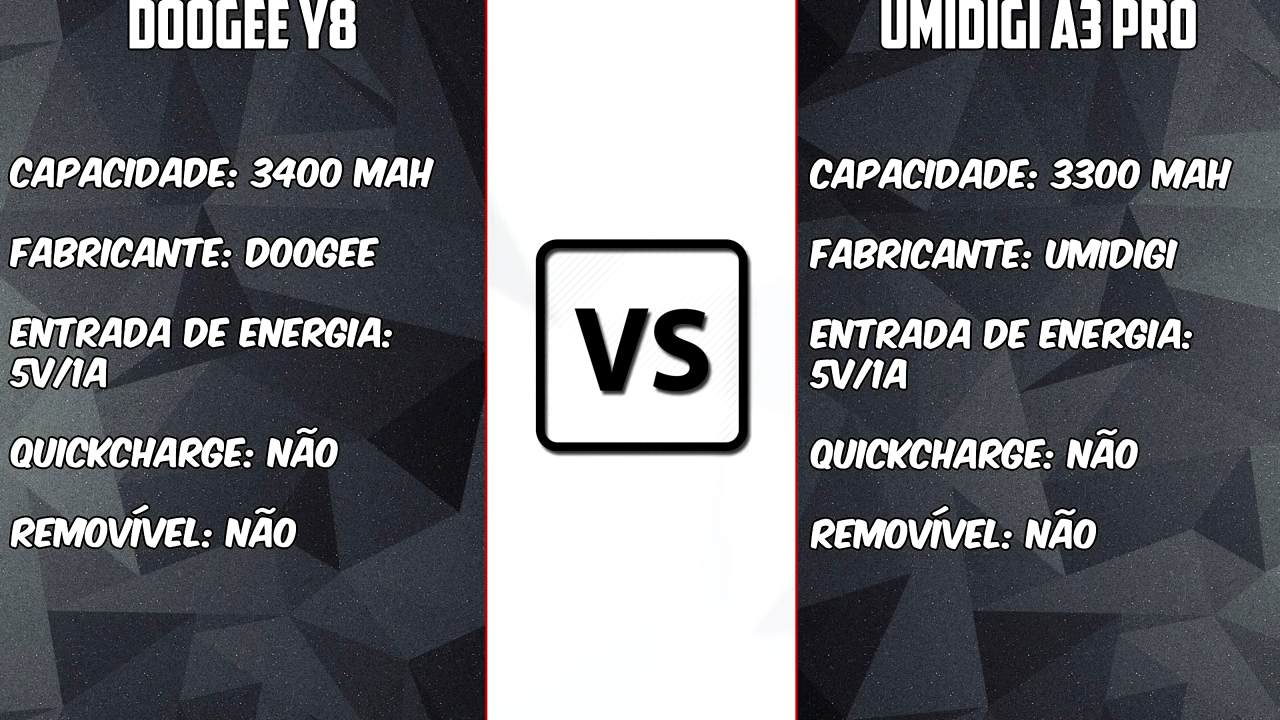 DOOGEE Y8
CAPACIDADE: 3400 MAH
FABRICANTE: DOOGEE
ENTRADA DE ENERGIA:
5V/1A
QUICKCHARGE: NÃO
REMOVÍVEL: NÃO
VS
UMIDIGI A3 PRO
CAPACIDADE: 3300 MAH
FABRICANTE: UMIDIGI
ENTRADA DE ENERGIA:
5V/1A
QUICKCHARGE: NÃO
REMOVÍVEL: NÃO